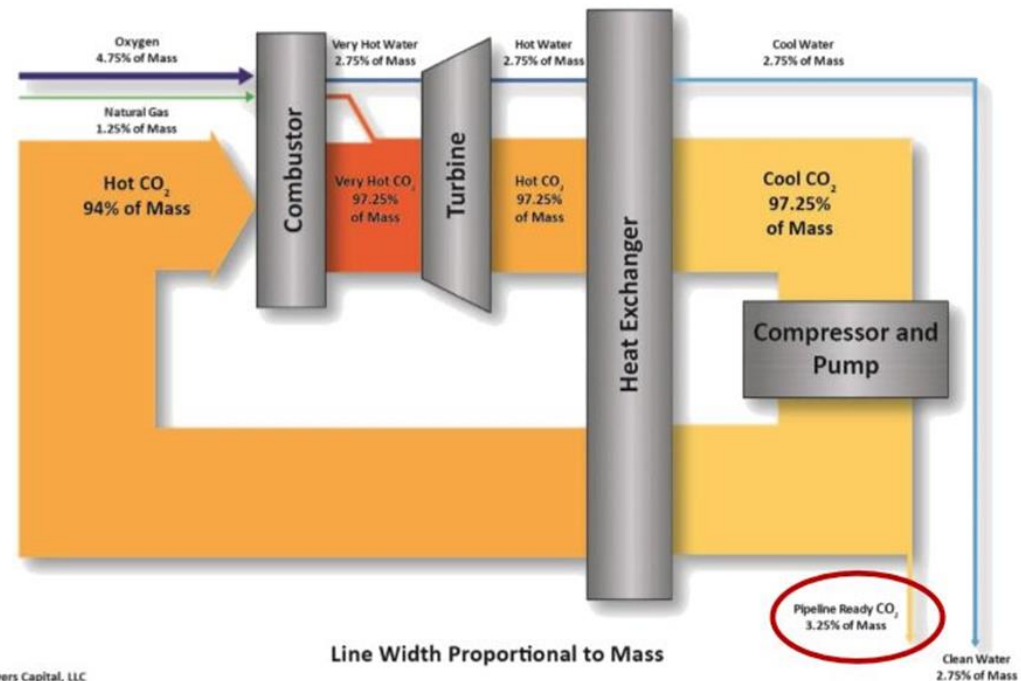 Oxygen
4.75% of Mass
Very Hot Water
2.75% of Mass
Hot Water
2.75% of Mass
Cool Water
2.75% of Mass
Natural Gas
1.25% of Mass
Hot CO₂
94% of Mass
Combustor
Very Hot CO₂
97.25%
of Mass
Turbine
Hot CO₂
97.25%
of Mass
Heat Exchanger
Cool CO₂
97.25%
of Mass
Compressor and
Pump
Pipeline Ready CO₂
3.25% of Mass
Line Width Proportional to Mass
Clean Water
2.75% of Mass
Capital, LLC